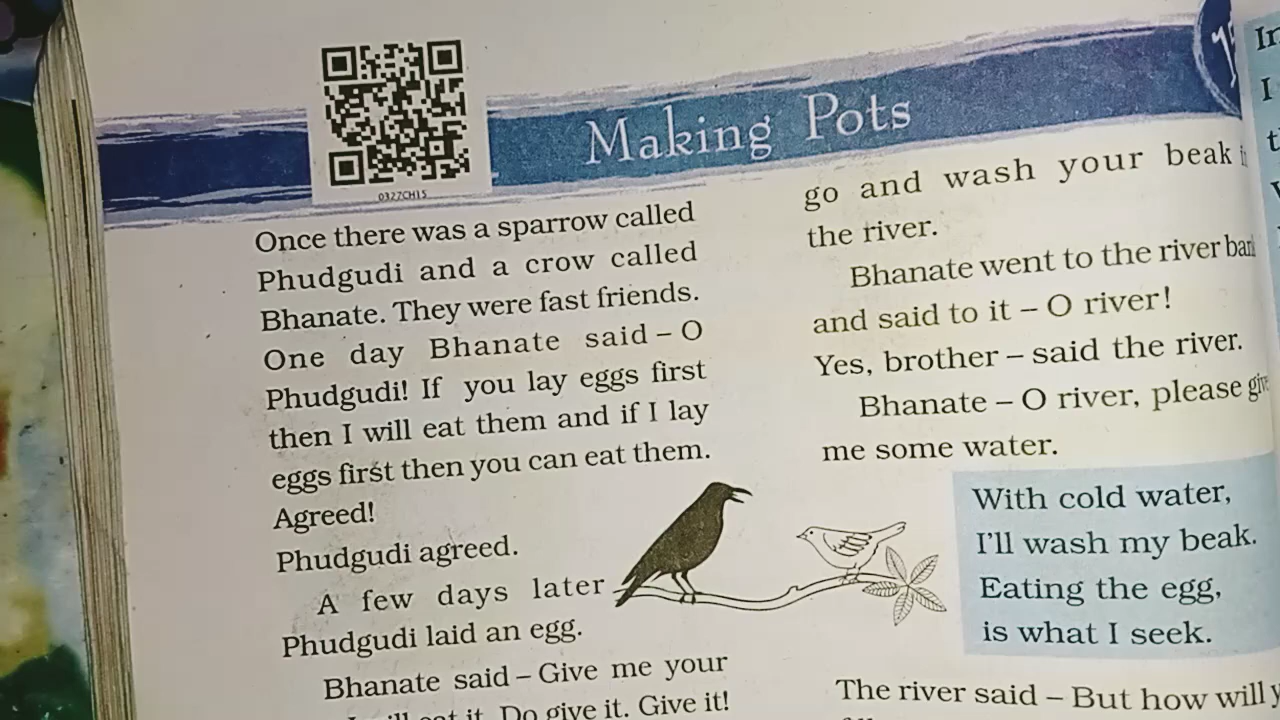 Making Pots
0327CH15
Once there was a sparrow called
Phudgudi and a crow called
Bhanate. They were fast friends.
One day Bhanate said – O
Phudgudi! If you lay eggs first
then I will eat them and if I lay
eggs first then you can eat them.
Agreed!
Phudgudi agreed.
A few days later
Phudgudi laid an egg.
Bhanate said – Give me your
eat it. Do give it. Give it!
go and wash your beak
the river.
Bhanate went to the river
and said to it – O river!
Yes, brother – said the river.
Bhanate – O river, please
me some water.
With cold water,
I'll wash my beak.
Eating the egg,
is what I seek.
The river said – But how will
I